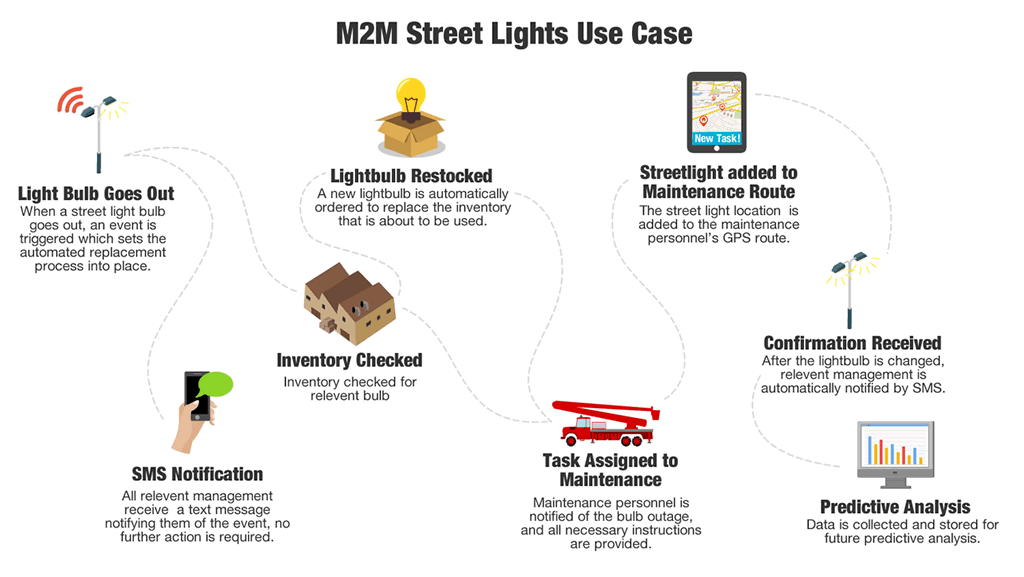 M2M Street Lights Use Case
Light Bulb Goes Out
When a street light bulb
goes out, an event is
triggered which sets the
automated replacement
process into place.
Lightbulb Restocked
A new lightbulb is automatically
ordered to replace the inventory
that is about to be used.
New Task!
Streetlight added to
Maintenance Route
The street light location is
added to the maintenance
personnel's GPS route.
Inventory Checked
Inventory checked for
relevent bulb
Confirmation Received
After the lightbulb is changed,
relevent management is
automatically notified by SMS.
SMS Notification
All relevent management
receive a text message
notifying them of the event, no
further action is required.
Task Assigned to
Maintenance
Maintenance personnel is
notified of the bulb outage,
and all necessary instructions
are provided.
Predictive Analysis
Data is collected and stored for
future predictive analysis.